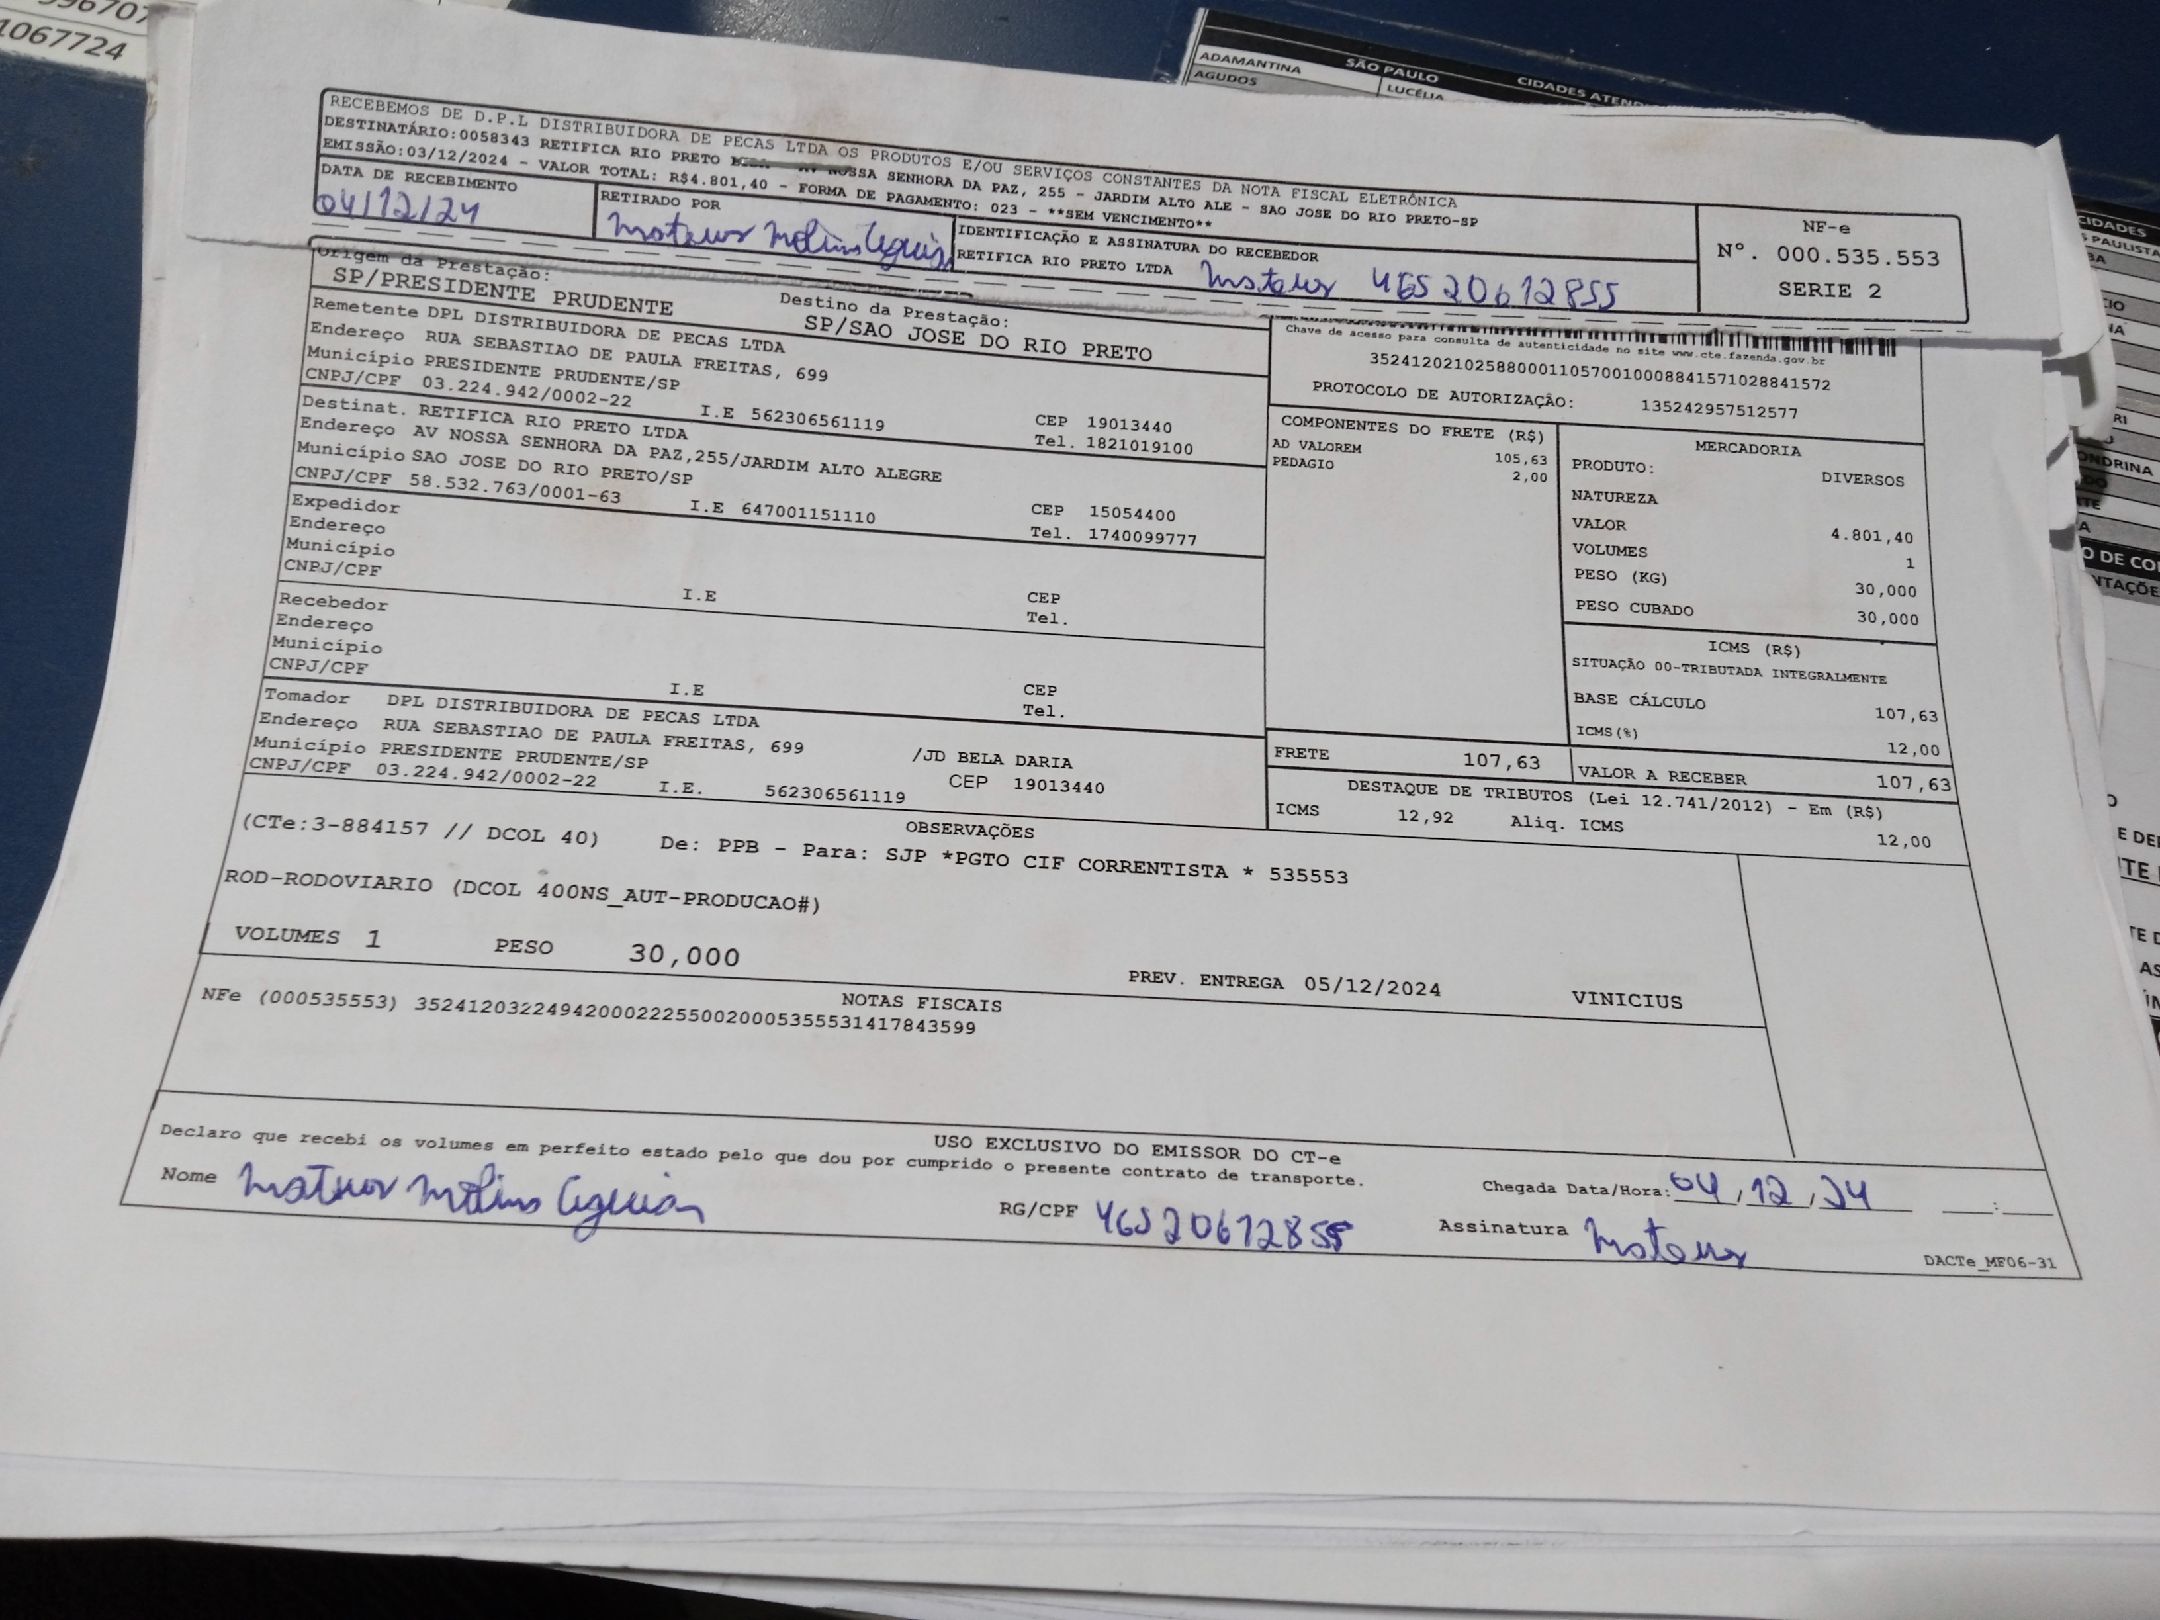 1067724
ADAMANTINA
SÃO PAULO
AGUDOS
LUCÉLIA
RECEBEMOS DE D.P.L DISTRIBUIDORA DE PECAS LTDA OS PRODUTOS E/OU SERVIÇOS CONSTANTES DA NOTA FISCAL ELETRÔNICA
DESTINATÁRIO:0058343 RETIFICA RIO PRETO NOSSA SENHORA DA PAZ, 255 - JARDIM ALTO ALE - SAO JOSE DO RIO PRETO-SP
EMISSÃO:03/12/2024 - VALOR TOTAL: R$4.801,40 - FORMA DE PAGAMENTO: 023 - **SEM VENCIMENTO**
DATA DE RECEBIMENTO
04/12/24
RETIRADO POR
Mateus Molina
IDENTIFICAÇÃO E ASSINATURA DO RECEBEDOR
RETIFICA RIO PRETO LTDA Mateus 46520612855
NF-e
Nº. 000.535.553
SERIE 2
Origem da Prestação:
SP/PRESIDENTE PRUDENTE
Destino da Prestação:
SP/SAO JOSE DO RIO PRETO
Remetente DPL DISTRIBUIDORA DE PECAS LTDA
Endereço RUA SEBASTIAO DE PAULA FREITAS, 699
Município PRESIDENTE PRUDENTE/SP CEP 19013440
CNPJ/CPF 03.224.942/0002-22 I.E 562306561119 Tel. 1821019100
Destinat. RETIFICA RIO PRETO LTDA
Endereço AV NOSSA SENHORA DA PAZ,255/JARDIM ALTO ALEGRE
Município SAO JOSE DO RIO PRETO/SP CEP 15054400
CNPJ/CPF 58.532.763/0001-63 I.E 647001151110 Tel. 1740099777
Expedidor
Endereço
Município CEP
CNPJ/CPF I.E Tel.
Recebedor
Endereço
Município CEP
CNPJ/CPF I.E Tel.
Tomador DPL DISTRIBUIDORA DE PECAS LTDA
Endereço RUA SEBASTIAO DE PAULA FREITAS, 699 /JD BELA DARIA
Município PRESIDENTE PRUDENTE/SP CEP 19013440
CNPJ/CPF 03.224.942/0002-22 I.E. 562306561119
Chave de acesso para consulta de autenticidade no site www.cte.fazenda.gov.br
35241202102588000110570010008841571028841572
PROTOCOLO DE AUTORIZAÇÃO: 135242957512577
COMPONENTES DO FRETE (R$)
AD VALOREM 105,63
PEDAGIO 2,00
MERCADORIA
PRODUTO: DIVERSOS
NATUREZA
VALOR 4.801,40
VOLUMES 1
PESO (KG) 30,000
PESO CUBADO 30,000
ICMS (R$)
SITUAÇÃO 00-TRIBUTADA INTEGRALMENTE
BASE CÁLCULO 107,63
ICMS(%) 12,00
FRETE 107,63
VALOR A RECEBER 107,63
DESTAQUE DE TRIBUTOS (Lei 12.741/2012) - Em (R$)
ICMS 12,92 Aliq. ICMS 12,00
OBSERVAÇÕES
(CTe:3-884157 // DCOL 40) De: PPB - Para: SJP *PGTO CIF CORRENTISTA * 535553
ROD-RODOVIARIO (DCOL 400NS_AUT-PRODUCAO#)
VOLUMES 1 PESO 30,000 PREV. ENTREGA 05/12/2024 VINICIUS
NOTAS FISCAIS
NFe (000535553) 35241203224942000222550020005355531417843599
USO EXCLUSIVO DO EMISSOR DO CT-e
Declaro que recebi os volumes em perfeito estado pelo que dou por cumprido o presente contrato de transporte.
Nome Mateus Molina
RG/CPF 46520612855
Chegada Data/Hora: 04/12/24
Assinatura Mateus
DACTe_MF06-31